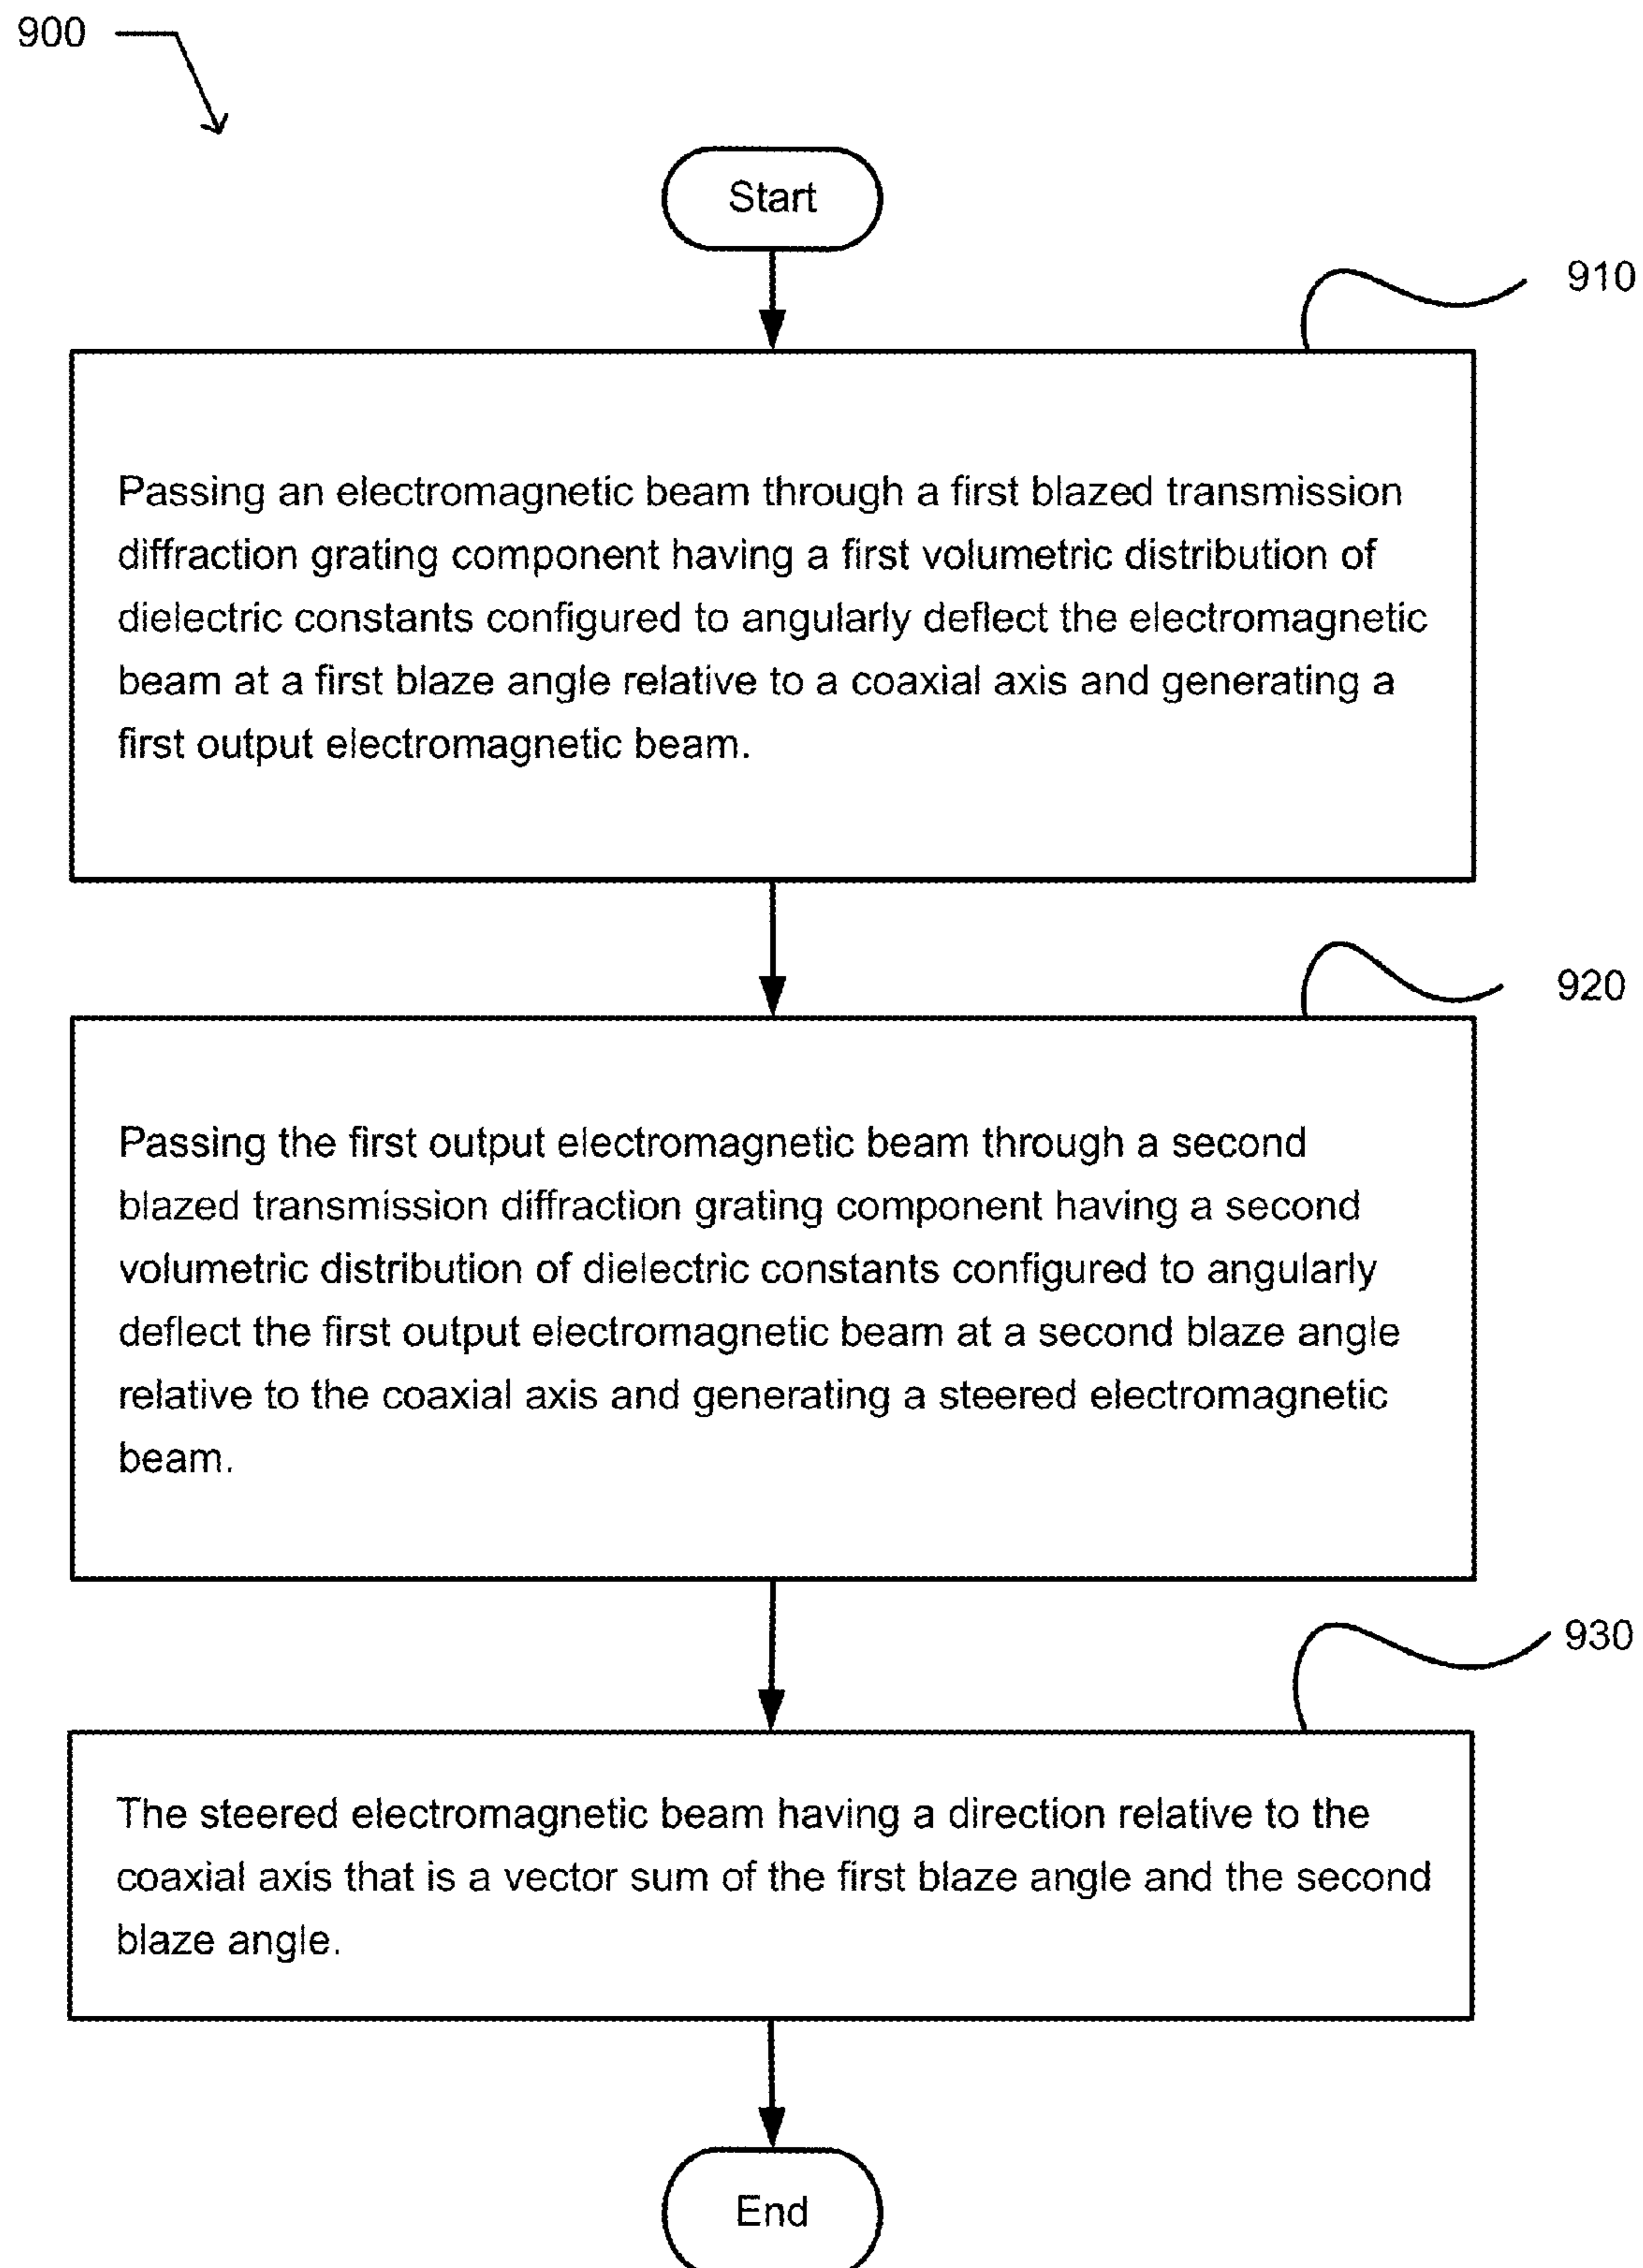 900
Start
910
Passing an electromagnetic beam through a first blazed transmission
diffraction grating component having a first volumetric distribution of
dielectric constants configured to angularly deflect the electromagnetic
beam at a first blaze angle relative to a coaxial axis and generating a
first output electromagnetic beam.
920
Passing the first output electromagnetic beam through a second
blazed transmission diffraction grating component having a second
volumetric distribution of dielectric constants configured to angularly
deflect the first output electromagnetic beam at a second blaze angle
relative to the coaxial axis and generating a steered electromagnetic
beam.
930
The steered electromagnetic beam having a direction relative to the
coaxial axis that is a vector sum of the first blaze angle and the second
blaze angle.
End